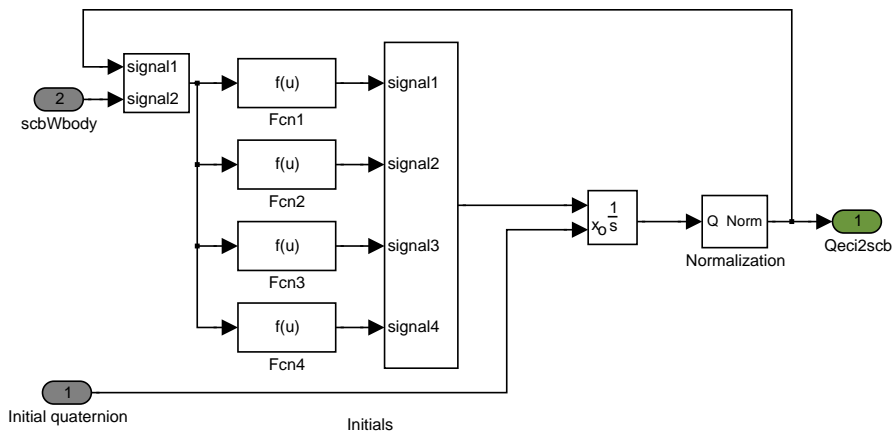 signal1
signal2
2
scbWbody
f(u)
Fcn1
f(u)
Fcn2
f(u)
Fcn3
f(u)
Fcn4
signal1
signal2
signal3
signal4
xo
1
s
Q Norm
Normalization
1
Qeci2scb
1
Initial quaternion
Initials